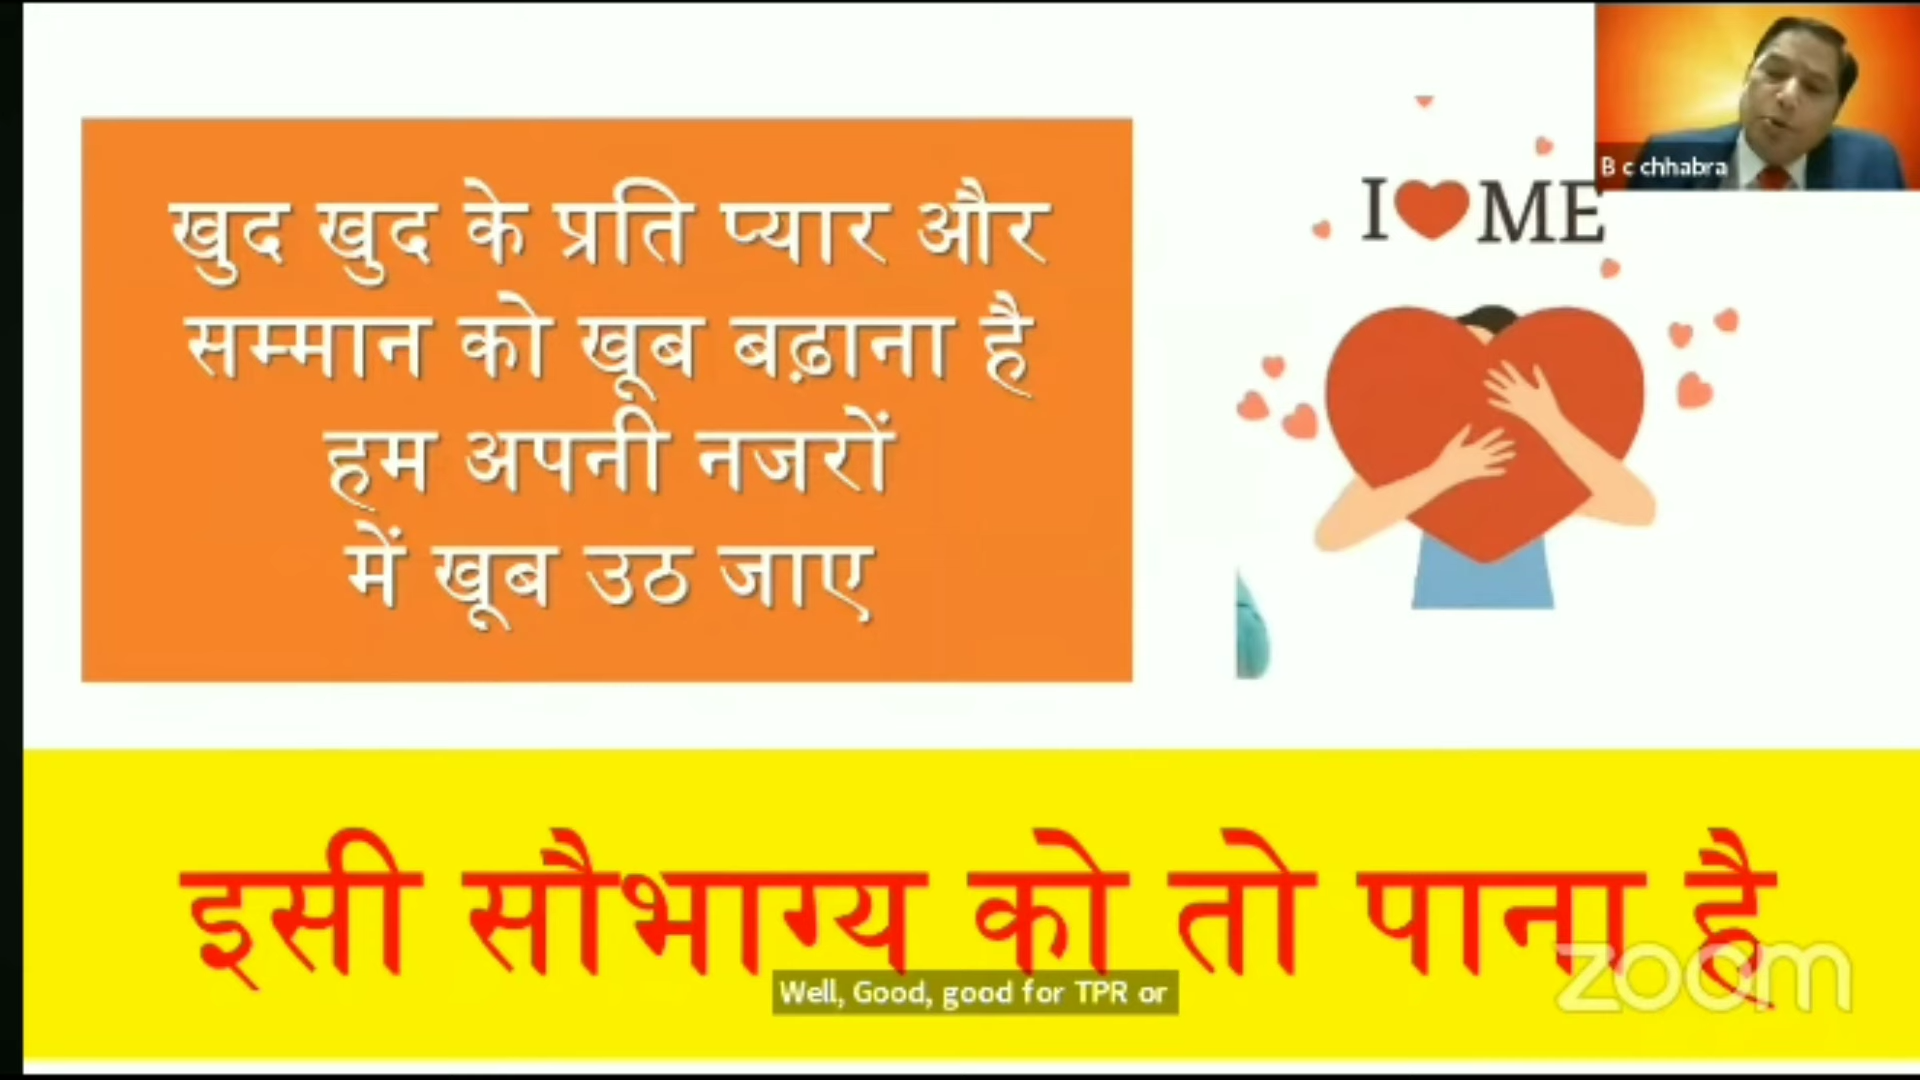 खुद खुद के प्रति प्यार और
सम्मान को खूब बढ़ाना है
हम अपनी नजरों
में खूब उठ जाए
I ME
B c chhabra
इसी सौभाग्य को तो पाना है
Well, Good, good for TPR or
zoom